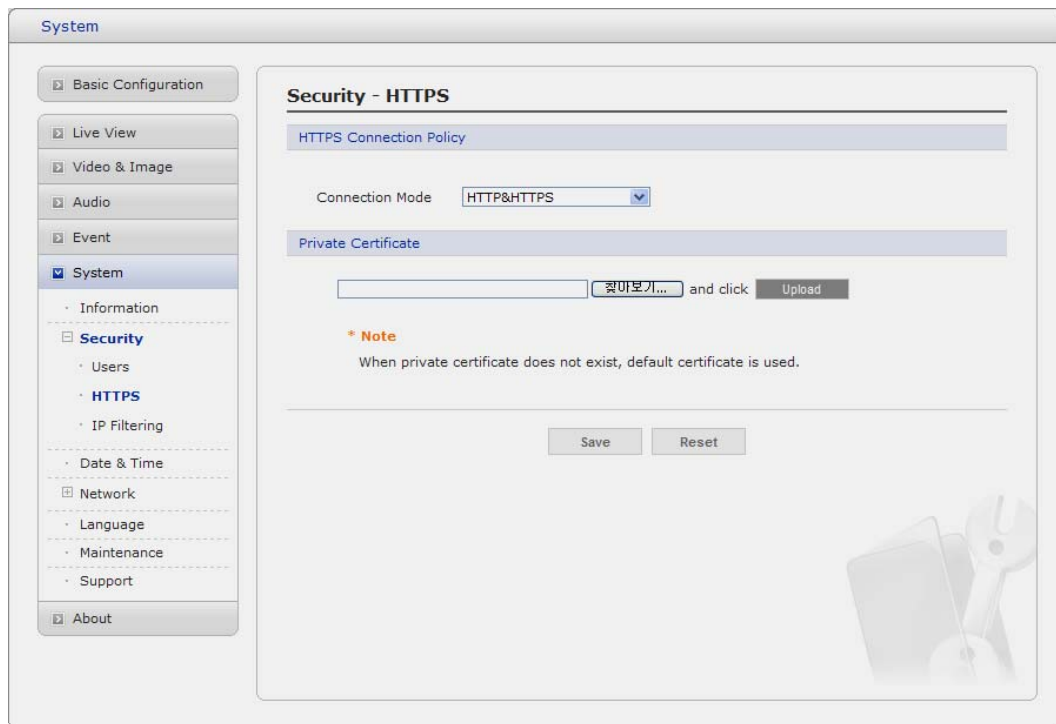 System
Basic Configuration
Live View
Video & Image
Audio
Event
System
Information
Security
Users
HTTPS
IP Filtering
Date & Time
Network
Language
Maintenance
Support
About
Security - HTTPS
HTTPS Connection Policy
Connection Mode HTTP&HTTPS
Private Certificate
찾아보기... and click Upload
* Note
When private certificate does not exist, default certificate is used.
Save Reset